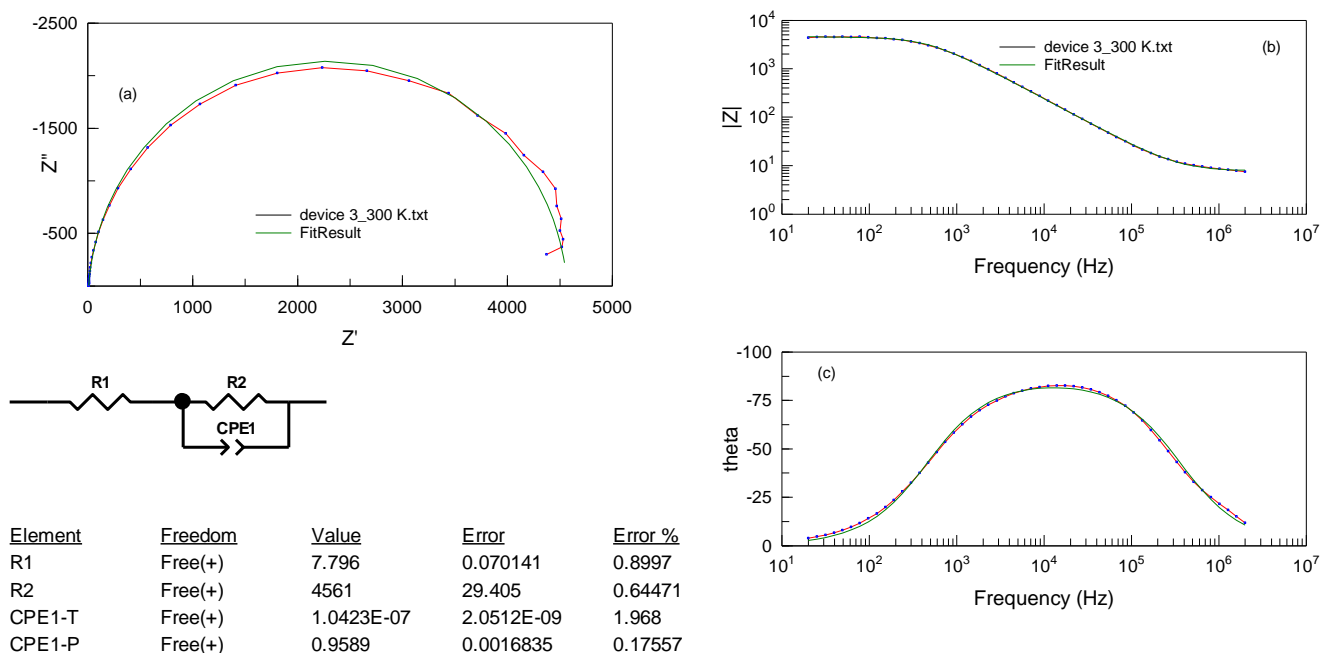 -2500
-1500
-500
Z''
(a)
device 3_300 K.txt
FitResult
0 1000 2000 3000 4000 5000
Z'
10^4
10^3
10^2
10^1
10^0
|Z|
(b)
device 3_300 K.txt
FitResult
10^1 10^2 10^3 10^4 10^5 10^6 10^7
Frequency (Hz)
-100
-75
-50
-25
0
theta
(c)
10^1 10^2 10^3 10^4 10^5 10^6 10^7
Frequency (Hz)
R1 R2
CPE1
Element Freedom Value Error Error %
R1 Free(+) 7.796 0.070141 0.8997
R2 Free(+) 4561 29.405 0.64471
CPE1-T Free(+) 1.0423E-07 2.0512E-09 1.968
CPE1-P Free(+) 0.9589 0.0016835 0.17557